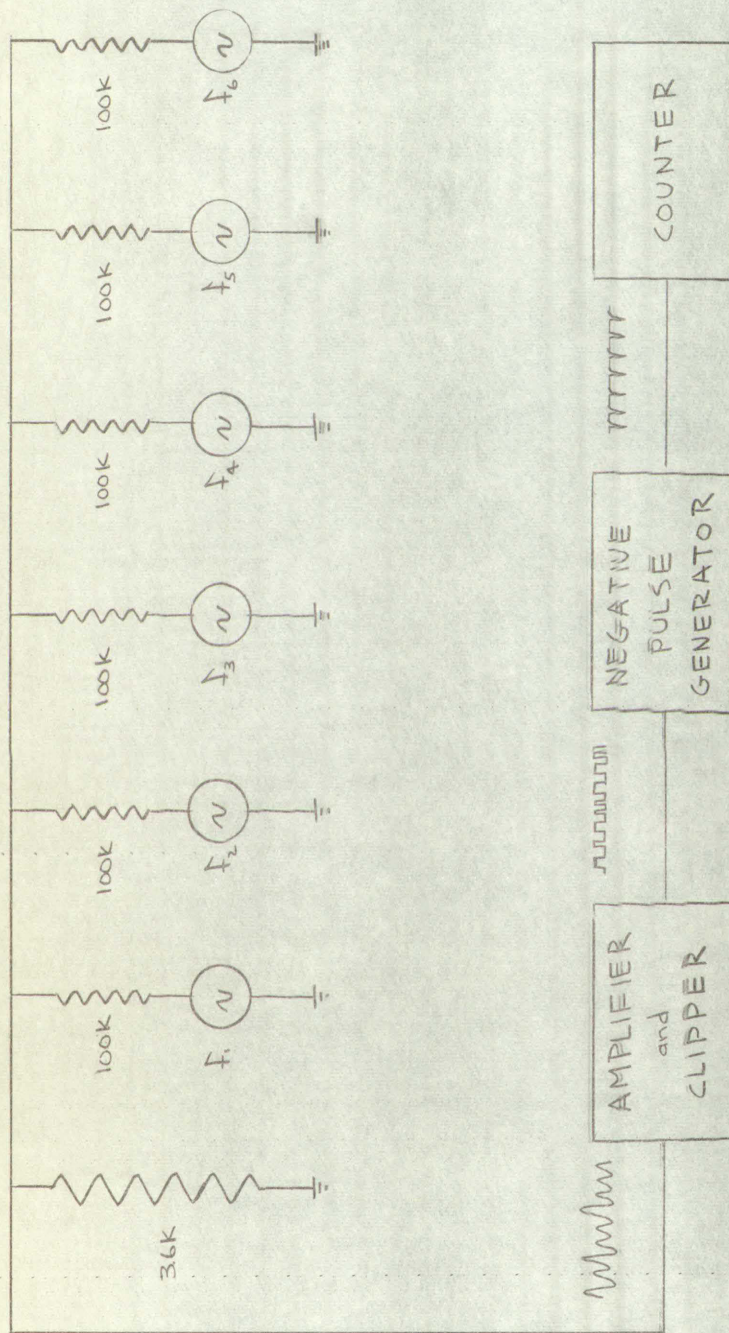 100K 100K 100K 100K 100K 100K
36K
f₁ f₂ f₃ f₄ f₅ f₆
AMPLIFIER
and
CLIPPER
NEGATIVE
PULSE
GENERATOR
COUNTER